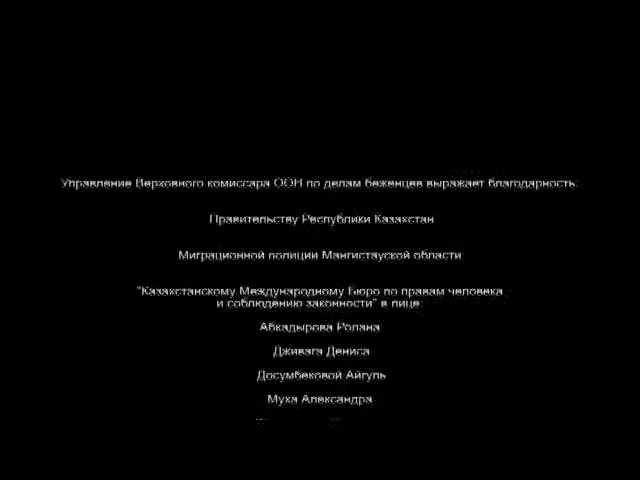 Управление Верховного комиссара ООН по делам беженцев выражает благодарность:
Правительству Республики Казахстан
Миграционной полиции Мангистауской области
"Казахстанскому Международному Бюро по правам человека
и соблюдению законности" в лице:
Абкадырова Ролана
Дживага Дениса
Досумбековой Айгуль
Муха Александра